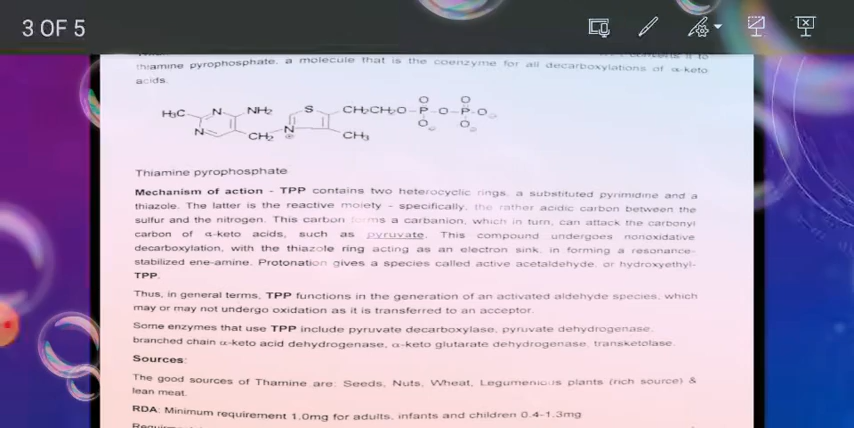 3 OF 5
thiamine pyrophosphate, a molecule that is the coenzyme for all decarboxylations of α-keto
acids.
H₃C N NH₂ S CH₂CH₂O P O P O
N CH₂ N CH₃
Thiamine pyrophosphate
Mechanism of action - TPP contains two heterocyclic rings, a substituted pyrimidine and a
thiazole. The latter is the reactive moiety - specifically, the rather acidic carbon between the
sulfur and the nitrogen. This carbon forms a carbanion, which in turn, can attack the carbonyl
carbon of α-keto acids, such as pyruvate. This compound undergoes nonoxidative
decarboxylation, with the thiazole ring acting as an electron sink, in forming a resonance-
stabilized ene-amine. Protonation gives a species called active acetaldehyde, or hydroxyethyl-
TPP.
Thus, in general terms, TPP functions in the generation of an activated aldehyde species, which
may or may not undergo oxidation as it is transferred to an acceptor.
Some enzymes that use TPP include pyruvate decarboxylase, pyruvate dehydrogenase,
branched chain α-keto acid dehydrogenase, α-keto glutarate dehydrogenase, transketolase.
Sources:
The good sources of Thamine are: Seeds, Nuts, Wheat, Legumenious plants (rich source) &
lean meat.
RDA: Minimum requirement 1.0mg for adults, infants and children 0.4-1.3mg